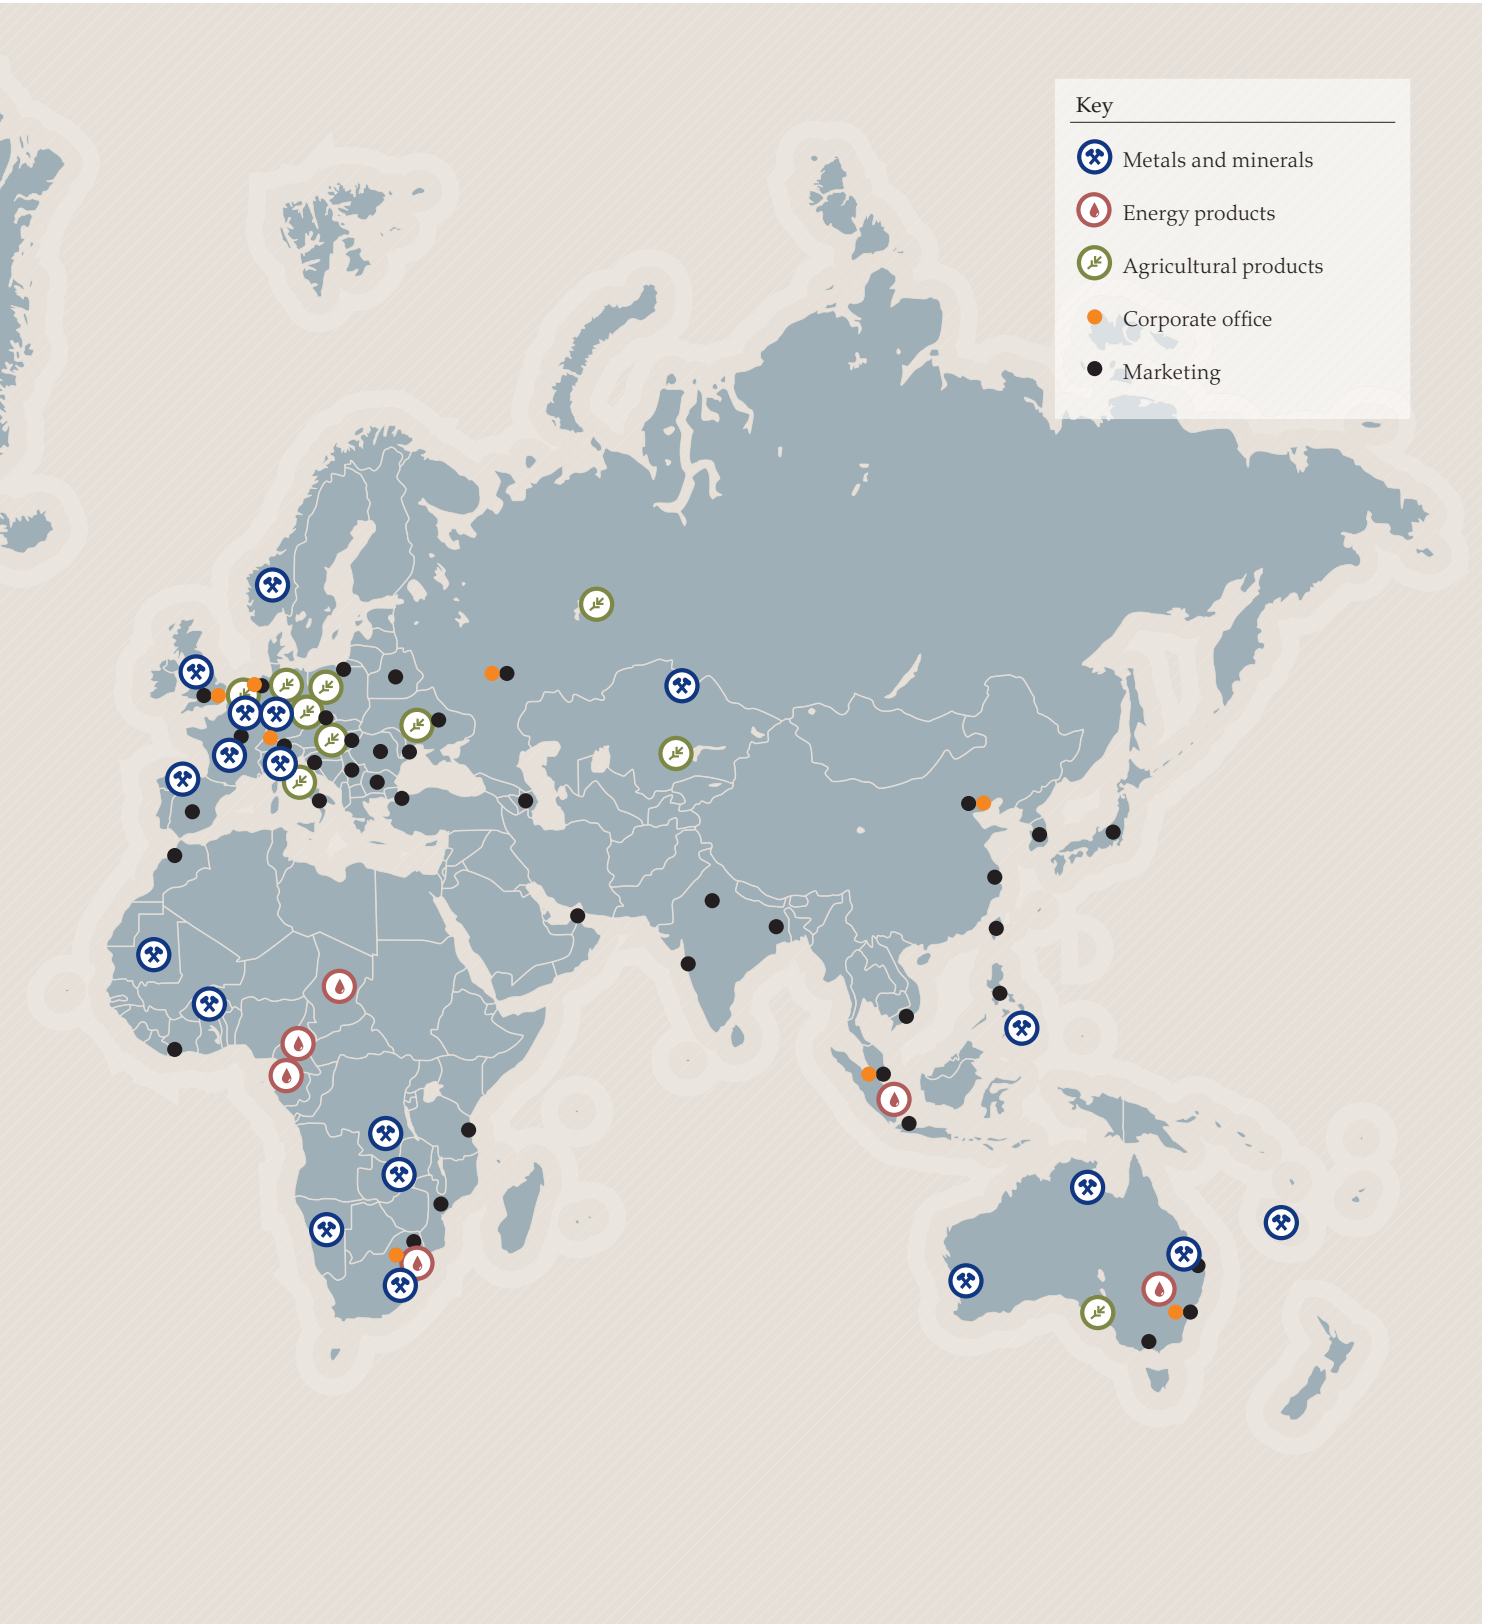 Key
Metals and minerals
Energy products
Agricultural products
Corporate office
Marketing